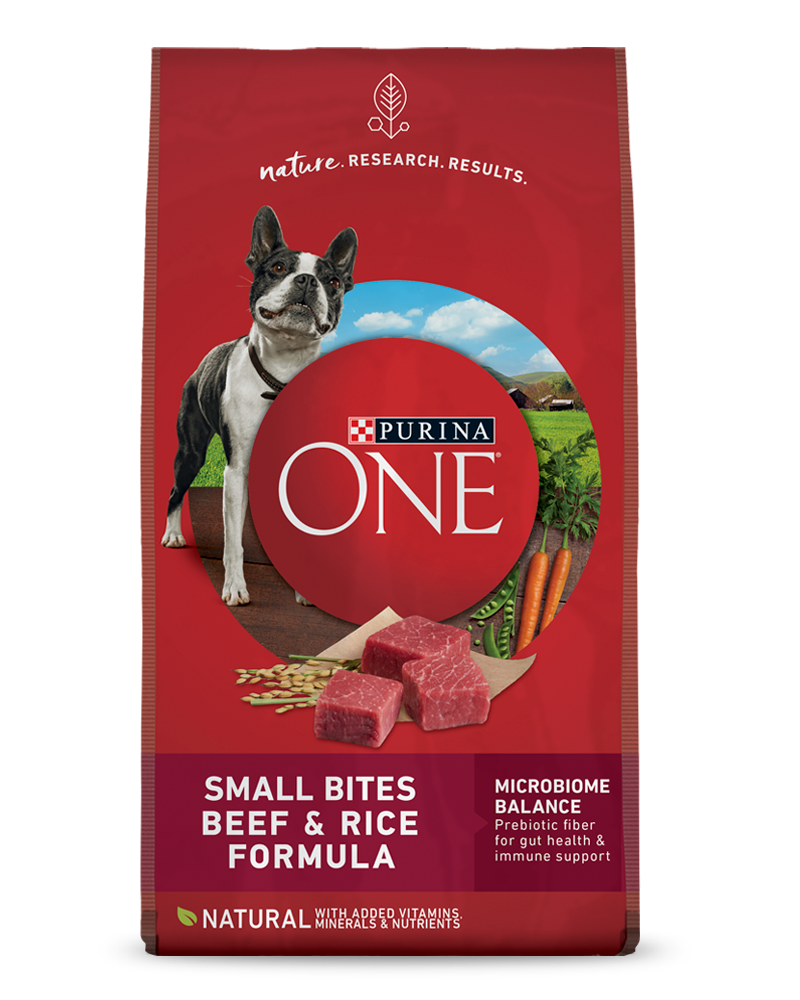 nature. RESEARCH. RESULTS.
PURINA
ONE®
SMALL BITES
BEEF & RICE
FORMULA
MICROBIOME
BALANCE
Prebiotic fiber
for gut health &
immune support
NATURAL WITH ADDED VITAMINS,
MINERALS & NUTRIENTS